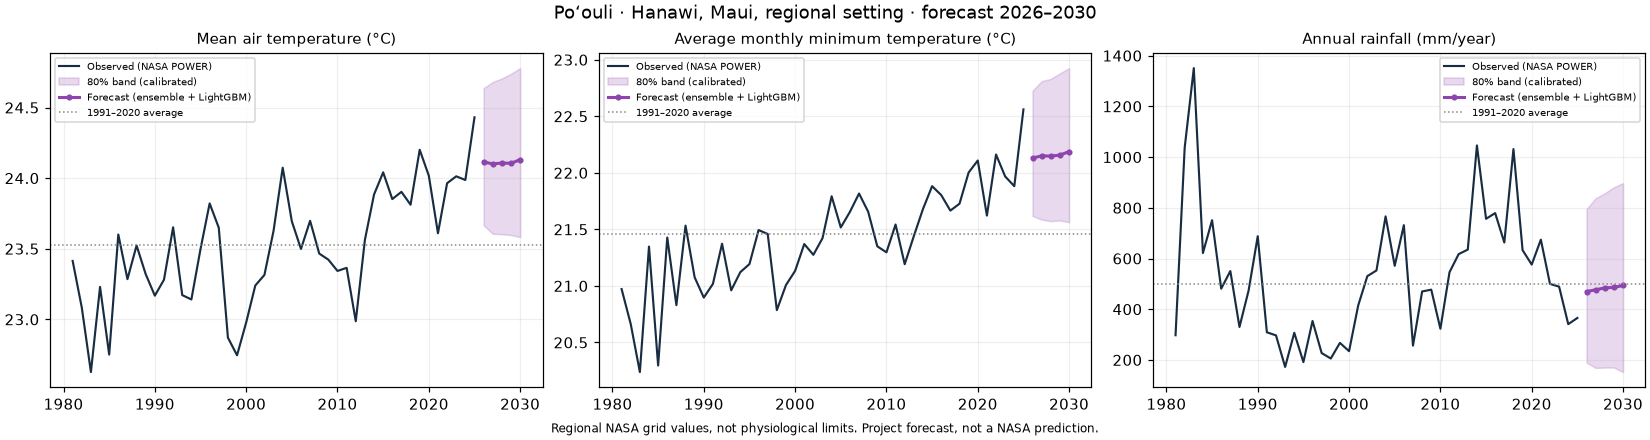 Poʻouli · Hanawi, Maui, regional setting · forecast 2026–2030
Mean air temperature (°C)
Observed (NASA POWER)
80% band (calibrated)
Forecast (ensemble + LightGBM)
1991–2020 average
24.5
24.0
23.5
23.0
1980 1990 2000 2010 2020 2030
Average monthly minimum temperature (°C)
Observed (NASA POWER)
80% band (calibrated)
Forecast (ensemble + LightGBM)
1991–2020 average
23.0
22.5
22.0
21.5
21.0
20.5
1980 1990 2000 2010 2020 2030
Annual rainfall (mm/year)
Observed (NASA POWER)
80% band (calibrated)
Forecast (ensemble + LightGBM)
1991–2020 average
1400
1200
1000
800
600
400
200
1980 1990 2000 2010 2020 2030
Regional NASA grid values, not physiological limits. Project forecast, not a NASA prediction.